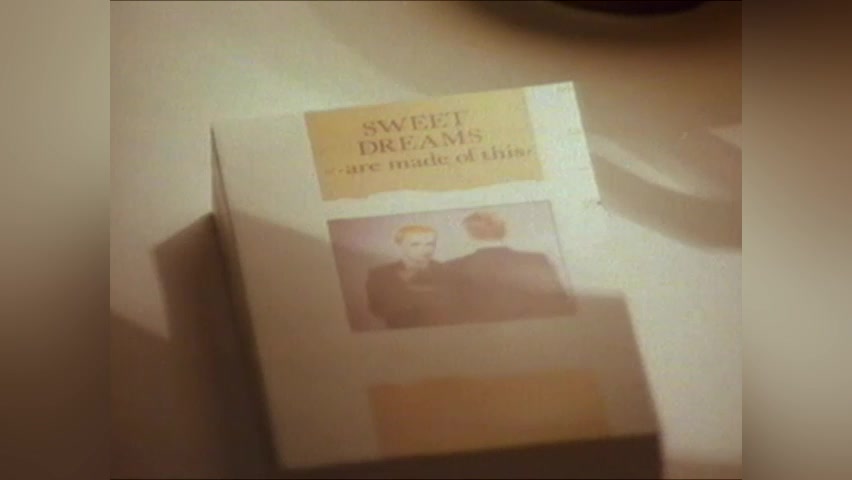 SWEET
DREAMS
-are made of this-